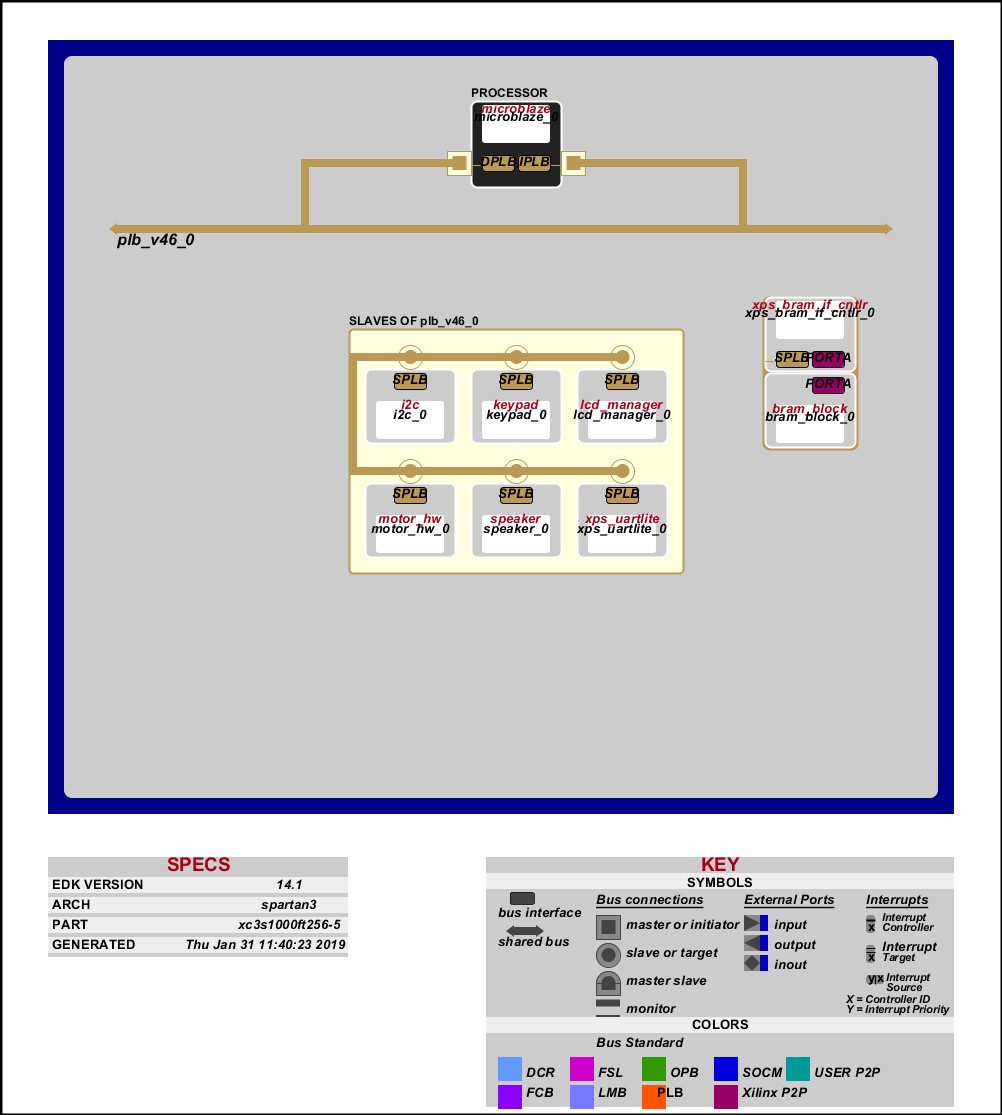 PROCESSOR
microblaze
microblaze_0
DPLB IPLB
plb_v46_0
xps_bram_if_cntlr
xps_bram_if_cntlr_0
SPLB PORTA
PORTA
bram_block
bram_block_0
SLAVES OF plb_v46_0
SPLB SPLB SPLB
i2c keypad lcd_manager
i2c_0 keypad_0 lcd_manager_0
SPLB SPLB SPLB
motor_hw speaker xps_uartlite
motor_hw_0 speaker_0 xps_uartlite_0
SPECS
EDK VERSION 14.1
ARCH spartan3
PART xc3s1000ft256-5
GENERATED Thu Jan 31 11:40:23 2019
KEY
SYMBOLS
bus interface
shared bus
Bus connections
master or initiator
slave or target
master slave
monitor
External Ports
input
output
inout
Interrupts
x Interrupt
Controller
x Interrupt
Target
y x Interrupt
Source
X = Controller ID
Y = Interrupt Priority
COLORS
Bus Standard
DCR FSL OPB SOCM USER P2P
FCB LMB PLB Xilinx P2P